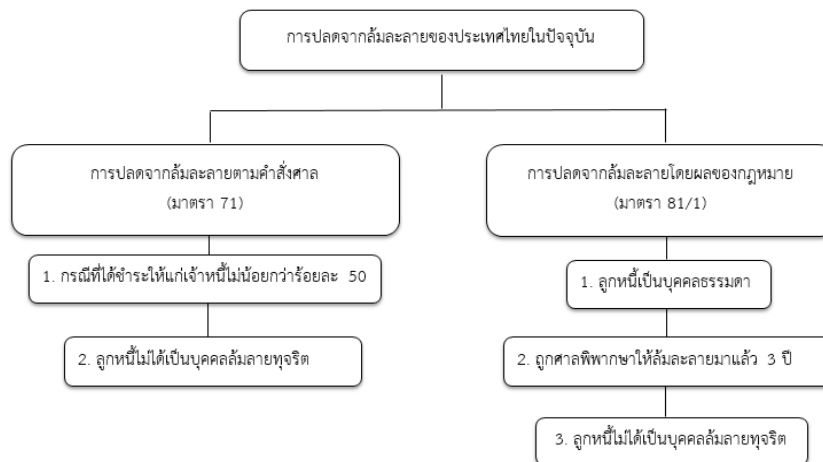 การปลดจากล้มละลายของประเทศไทยในปัจจุบัน
การปลดจากล้มละลายตามคำสั่งศาล
(มาตรา 71)
1. กรณีที่ได้ชำระให้แก่เจ้าหนี้ไม่น้อยกว่าร้อยละ 50
2. ลูกหนี้ไม่ได้เป็นบุคคลล้มลายทุจริต
การปลดจากล้มละลายโดยผลของกฎหมาย
(มาตรา 81/1)
1. ลูกหนี้เป็นบุคคลธรรมดา
2. ถูกศาลพิพากษาให้ล้มละลายมาแล้ว 3 ปี
3. ลูกหนี้ไม่ได้เป็นบุคคลล้มลายทุจริต